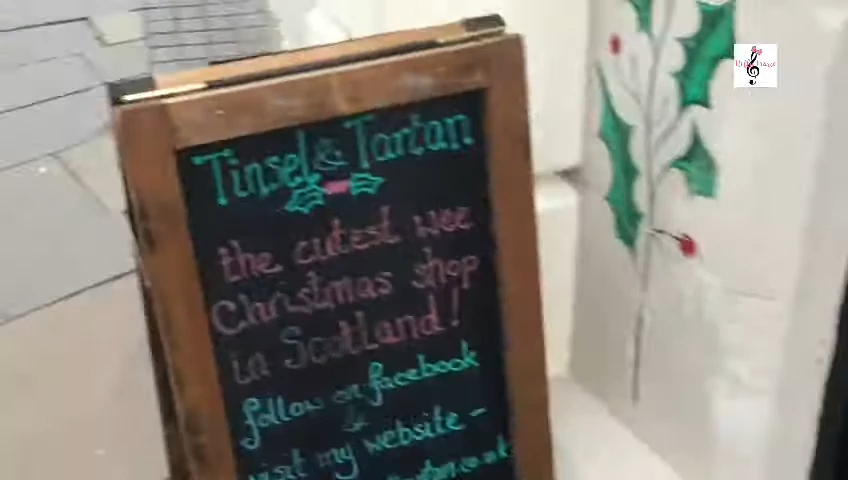 Tinsel & Tartan
the cutest wee
Christmas shop
in Scotland!
follow on facebook
&
visit my website -